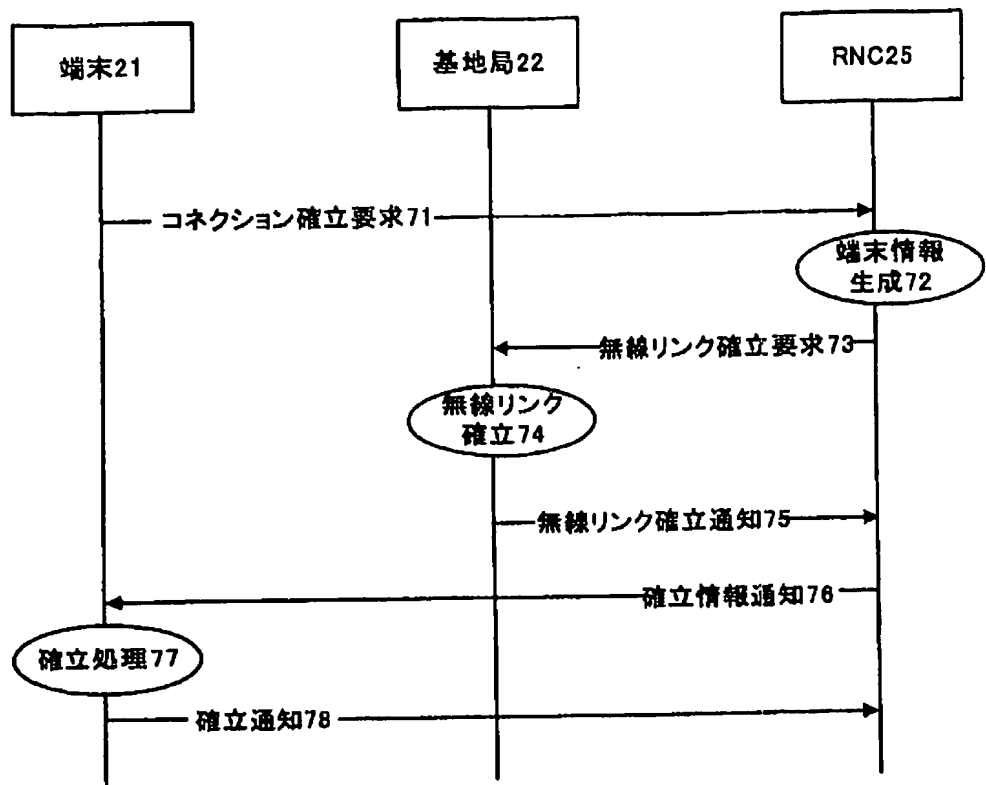 端末21
基地局22
RNC25
コネクション確立要求71
端末情報
生成72
無線リンク確立要求73
無線リンク
確立74
無線リンク確立通知75
確立情報通知76
確立処理77
確立通知78